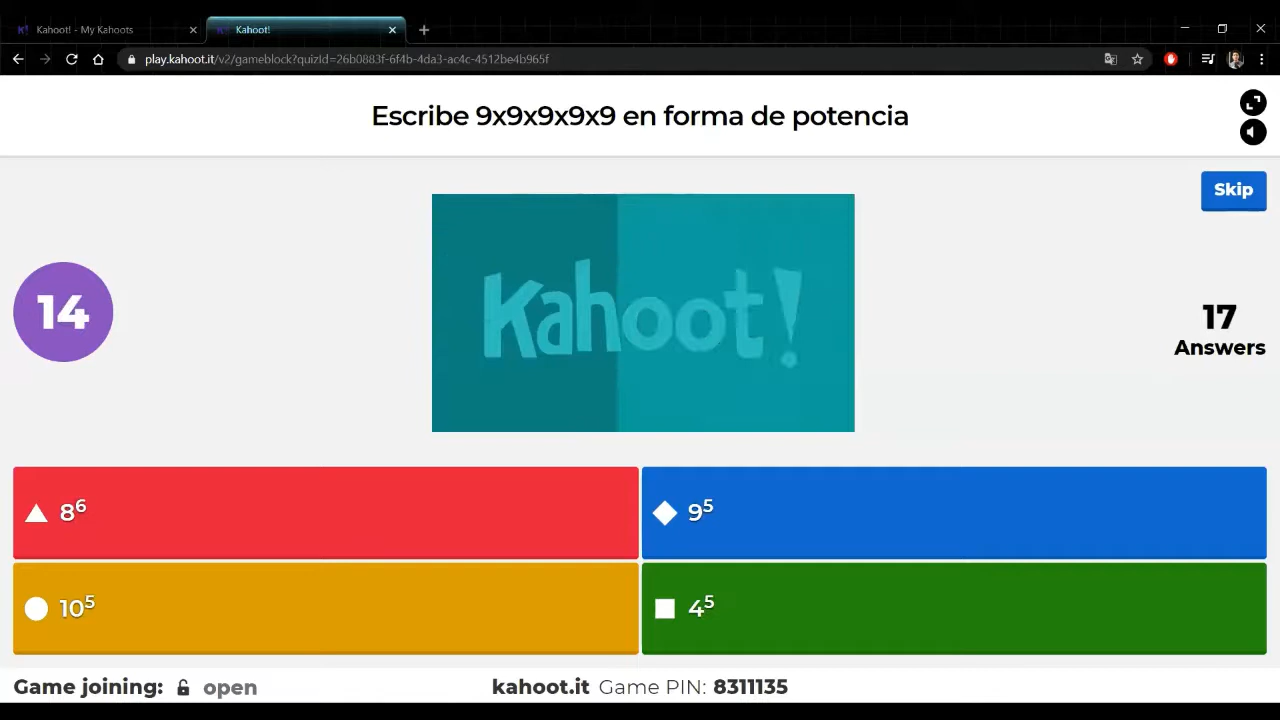 Kahoot! - My Kahoots
Kahoot!
play.kahoot.it/v2/gameblock?quizId=26b0883f-6f4b-4da3-ac4c-4512be4b965f
Escribe 9x9x9x9x9 en forma de potencia
Skip
14
Kahoot!
17
Answers
8⁶
9⁵
10⁵
4⁵
Game joining: open
kahoot.it Game PIN: 8311135